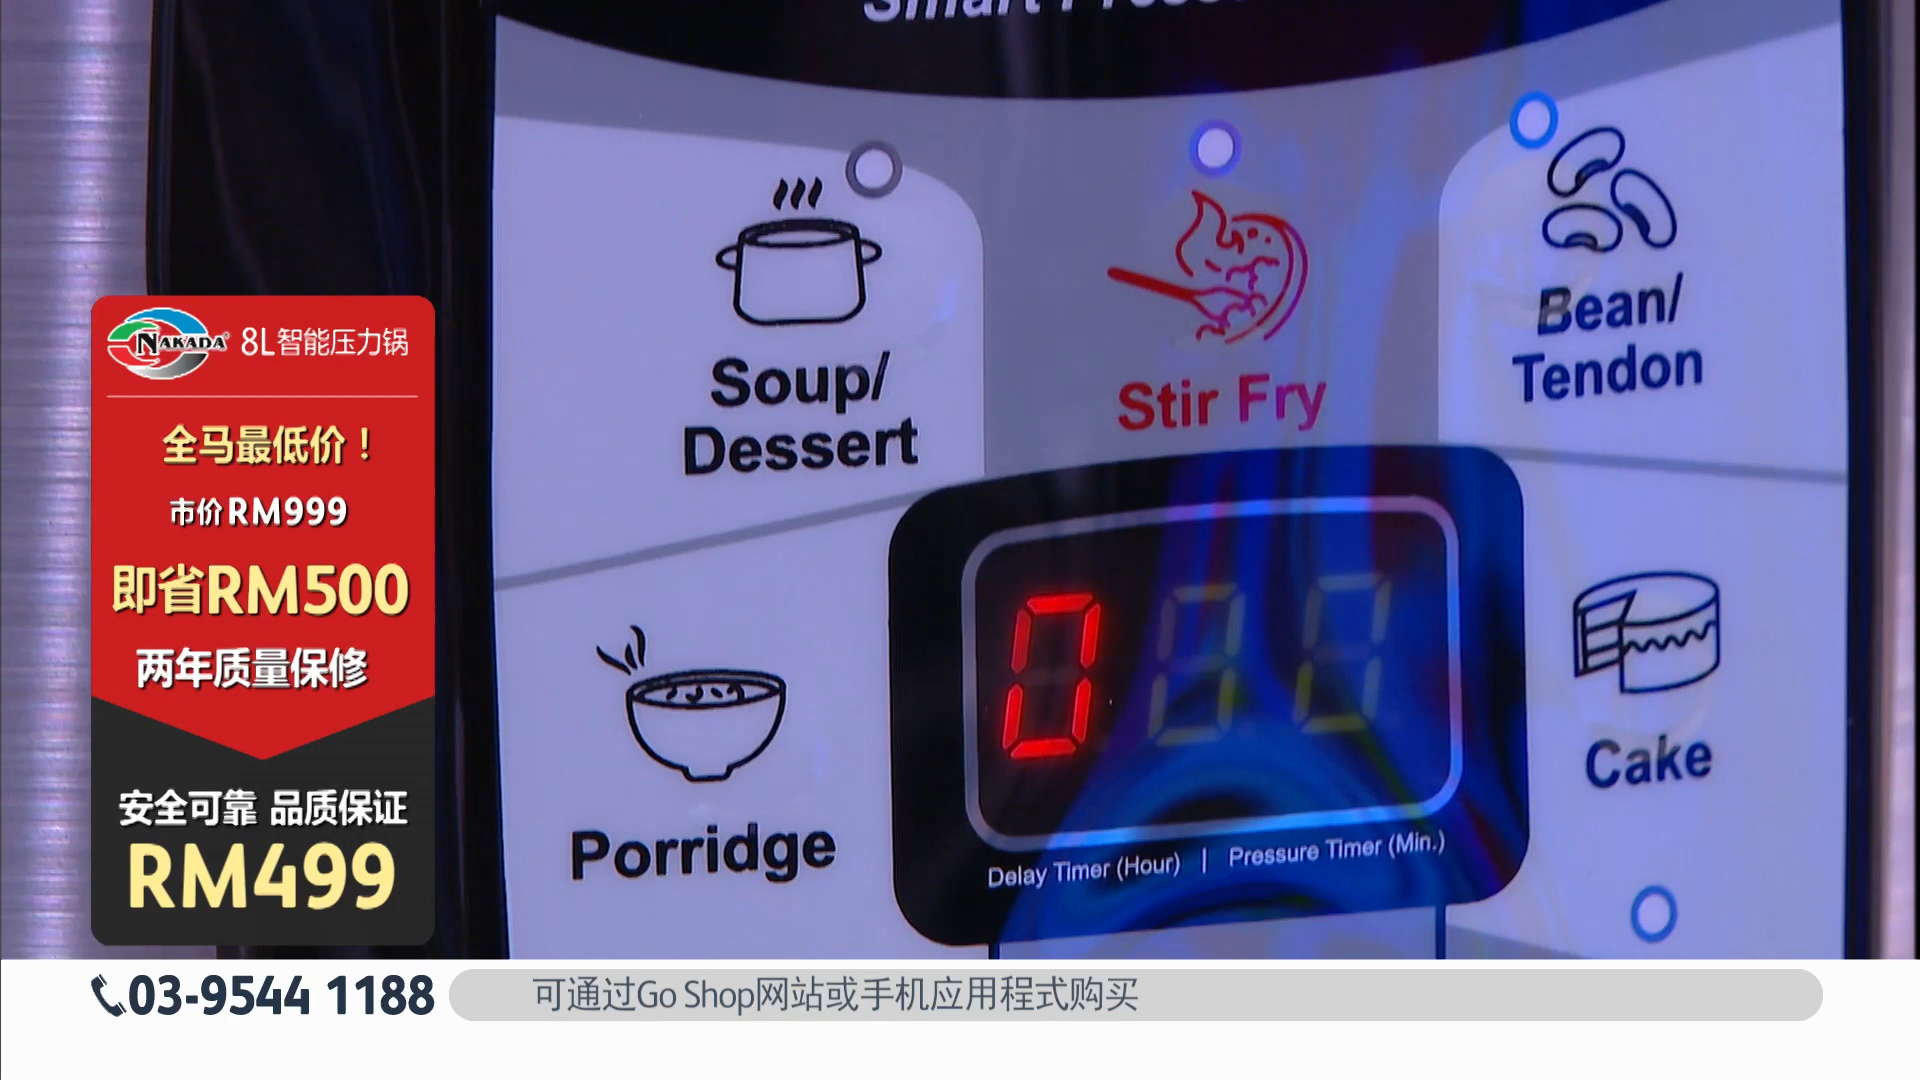 Smart
Soup/
Dessert
Stir Fry
Bean/
Tendon
Porridge
0
Delay Timer (Hour) | Pressure Timer (Min.)
Cake
NAKADA 8L智能压力锅
全马最低价！
市价RM999
即省RM500
两年质量保修
安全可靠 品质保证
RM499
03-9544 1188
可通过Go Shop网站或手机应用程式购买